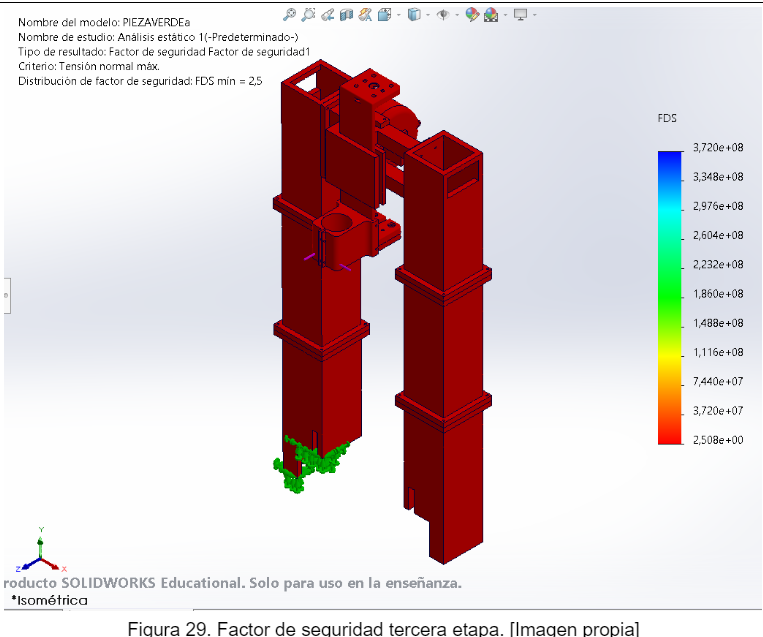 Nombre del modelo: PIEZAVERDEa
Nombre de estudio: Análisis estático 1(-Predeterminado-)
Tipo de resultado: Factor de seguridad Factor de seguridad1
Criterio: Tensión normal máx.
Distribución de factor de seguridad: FDS mín = 2,5
FDS
3,720e+08
3,348e+08
2,976e+08
2,604e+08
2,232e+08
1,860e+08
1,488e+08
1,116e+08
7,440e+07
3,720e+07
2,508e+00
Y
Z
X
roducto SOLIDWORKS Educational. Solo para uso en la enseñanza.
*Isométrica
Figura 29. Factor de seguridad tercera etapa. [Imagen propia]